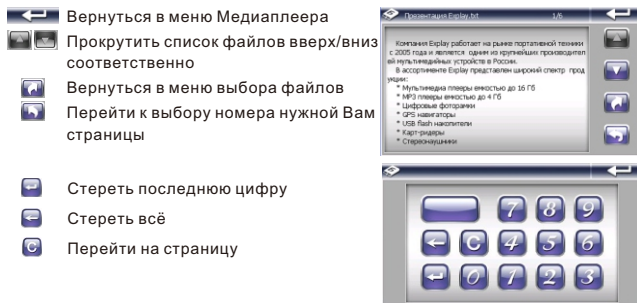 Вернуться в меню Медиаплеера
Прокрутить список файлов вверх/вниз
соответственно
Вернуться в меню выбора файлов
Перейти к выбору номера нужной Вам
страницы
Стереть последнюю цифру
Стереть всё
C Перейти на страницу
Презентация Explay.txt 1/6
Компания Explay работает на рынке портативной техники
с 2005 года и является одним из крупнейших производител
ей мультимедийных устройств в России.
В ассортименте Explay представлен широкий спектр прод
укции:
* Мультимедиа плееры емкостью до 16 Гб
* MP3 плееры емкостью до 4 Гб
* Цифровые фоторамки
* GPS навигаторы
* USB flash накопители
* Карт-ридеры
* Стереонаушники
7 8 9
C 4 5 6
0 1 2 3